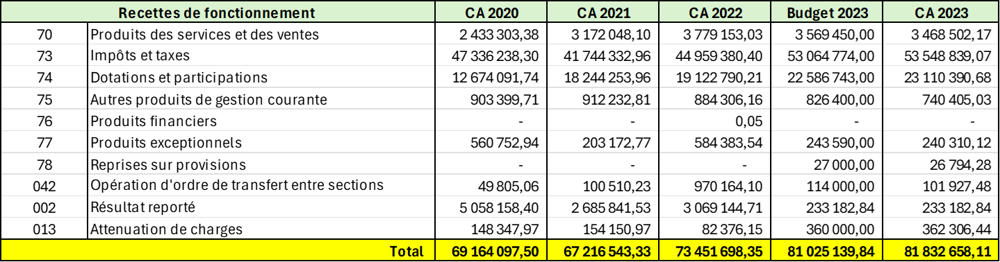 Recettes de fonctionnement CA 2020 CA 2021 CA 2022 Budget 2023 CA 2023
70 Produits des services et des ventes 2 433 303,38 3 172 048,10 3 779 153,03 3 569 450,00 3 468 502,17
73 Impôts et taxes 47 336 238,30 41 744 332,96 44 959 380,40 53 064 774,00 53 548 839,07
74 Dotations et participations 12 674 091,74 18 244 253,96 19 122 790,21 22 586 743,00 23 110 390,68
75 Autres produits de gestion courante 903 399,71 912 232,81 884 306,16 826 400,00 740 405,03
76 Produits financiers - - 0,05 - -
77 Produits exceptionnels 560 752,94 203 172,77 584 383,54 243 590,00 240 310,12
78 Reprises sur provisions - - - 27 000,00 26 794,28
042 Opération d'ordre de transfert entre sections 49 805,06 100 510,23 970 164,10 114 000,00 101 927,48
002 Résultat reporté 5 058 158,40 2 685 841,53 3 069 144,71 233 182,84 233 182,84
013 Attenuation de charges 148 347,97 154 150,97 82 376,15 360 000,00 362 306,44
Total 69 164 097,50 67 216 543,33 73 451 698,35 81 025 139,84 81 832 658,11